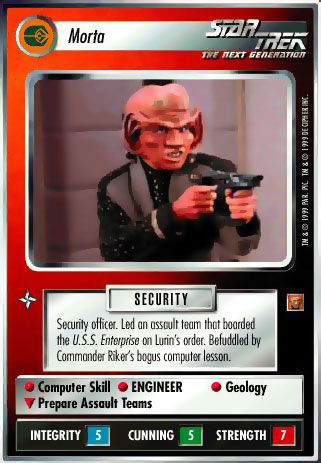 Morta
STAR TREK
THE NEXT GENERATION
TM & © 1999 PAR. PIC. TM & © 1999 DECIPHER INC.
SECURITY
Security officer. Led an assault team that boarded
the U.S.S. Enterprise on Lurin's order. Befuddled by
Commander Riker's bogus computer lesson.
Computer Skill ENGINEER Geology
Prepare Assault Teams
INTEGRITY 5 CUNNING 5 STRENGTH 7